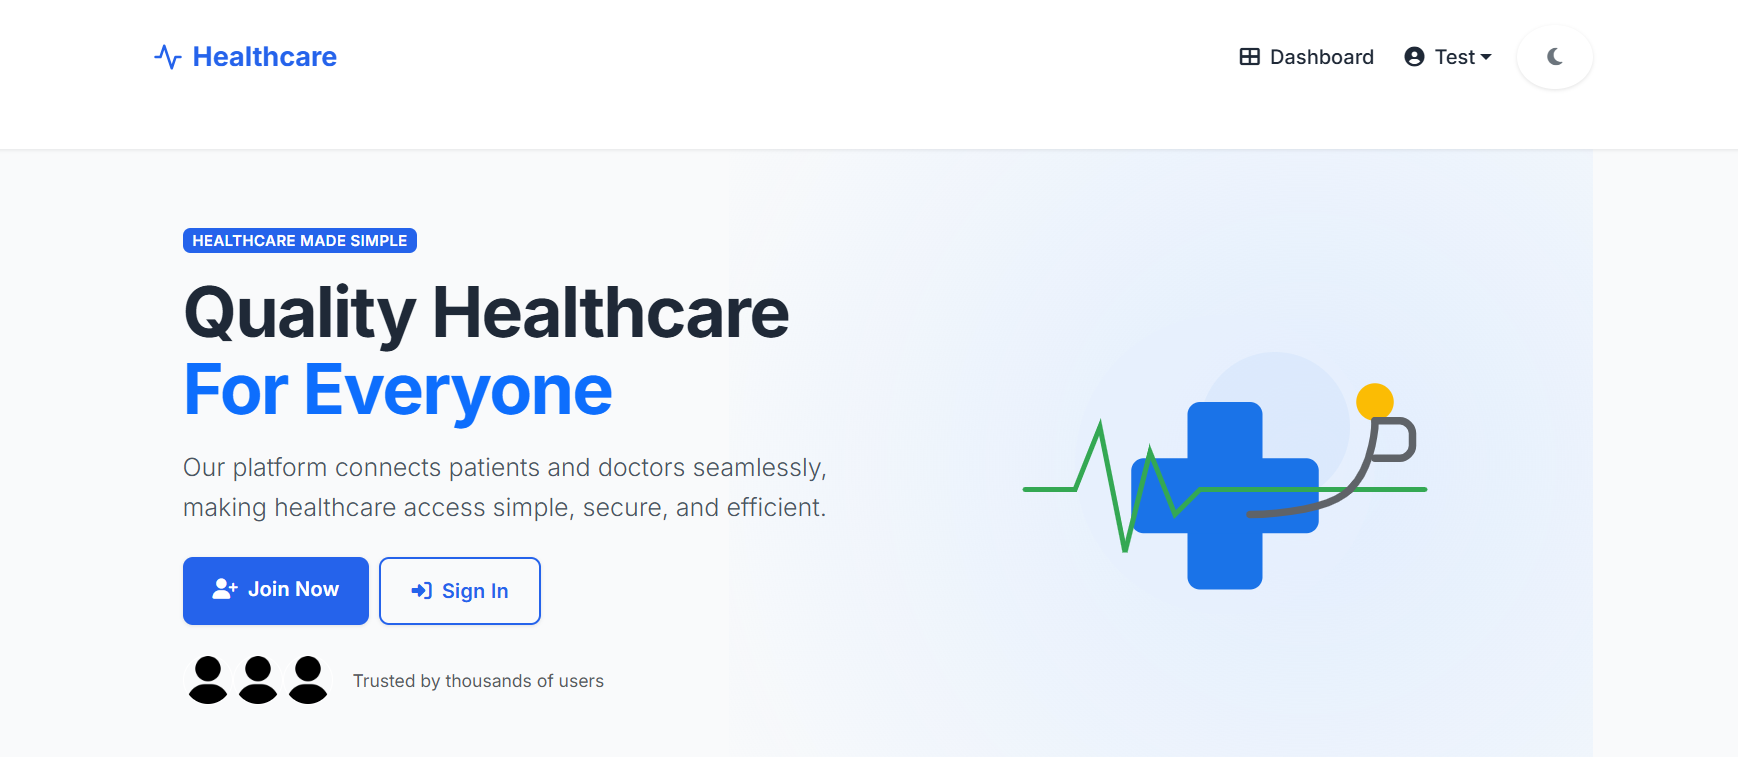 Healthcare
Dashboard
Test
HEALTHCARE MADE SIMPLE
Quality Healthcare
For Everyone
Our platform connects patients and doctors seamlessly,
making healthcare access simple, secure, and efficient.
Join Now
Sign In
Trusted by thousands of users